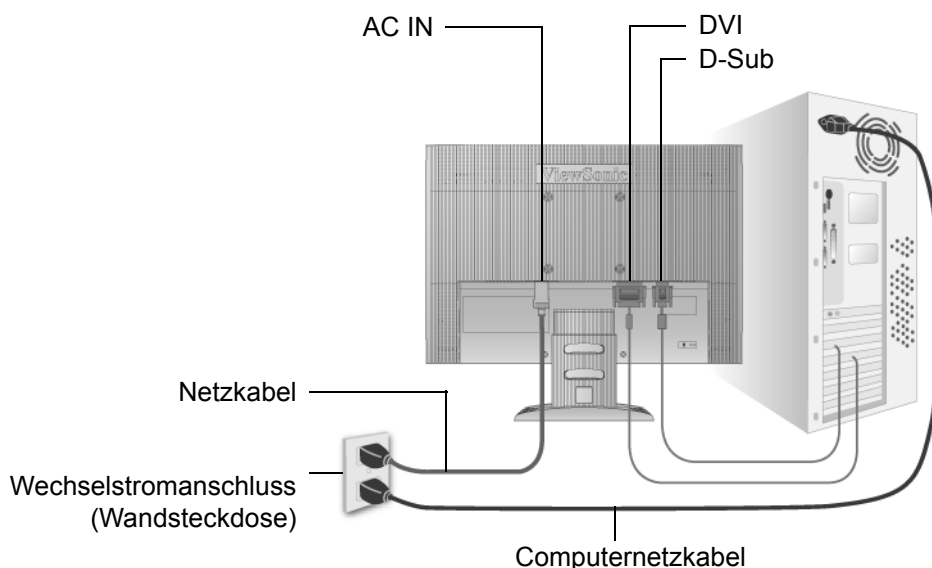 AC IN
DVI
D-Sub
ViewSonic
Netzkabel
Wechselstromanschluss
(Wandsteckdose)
Computernetzkabel